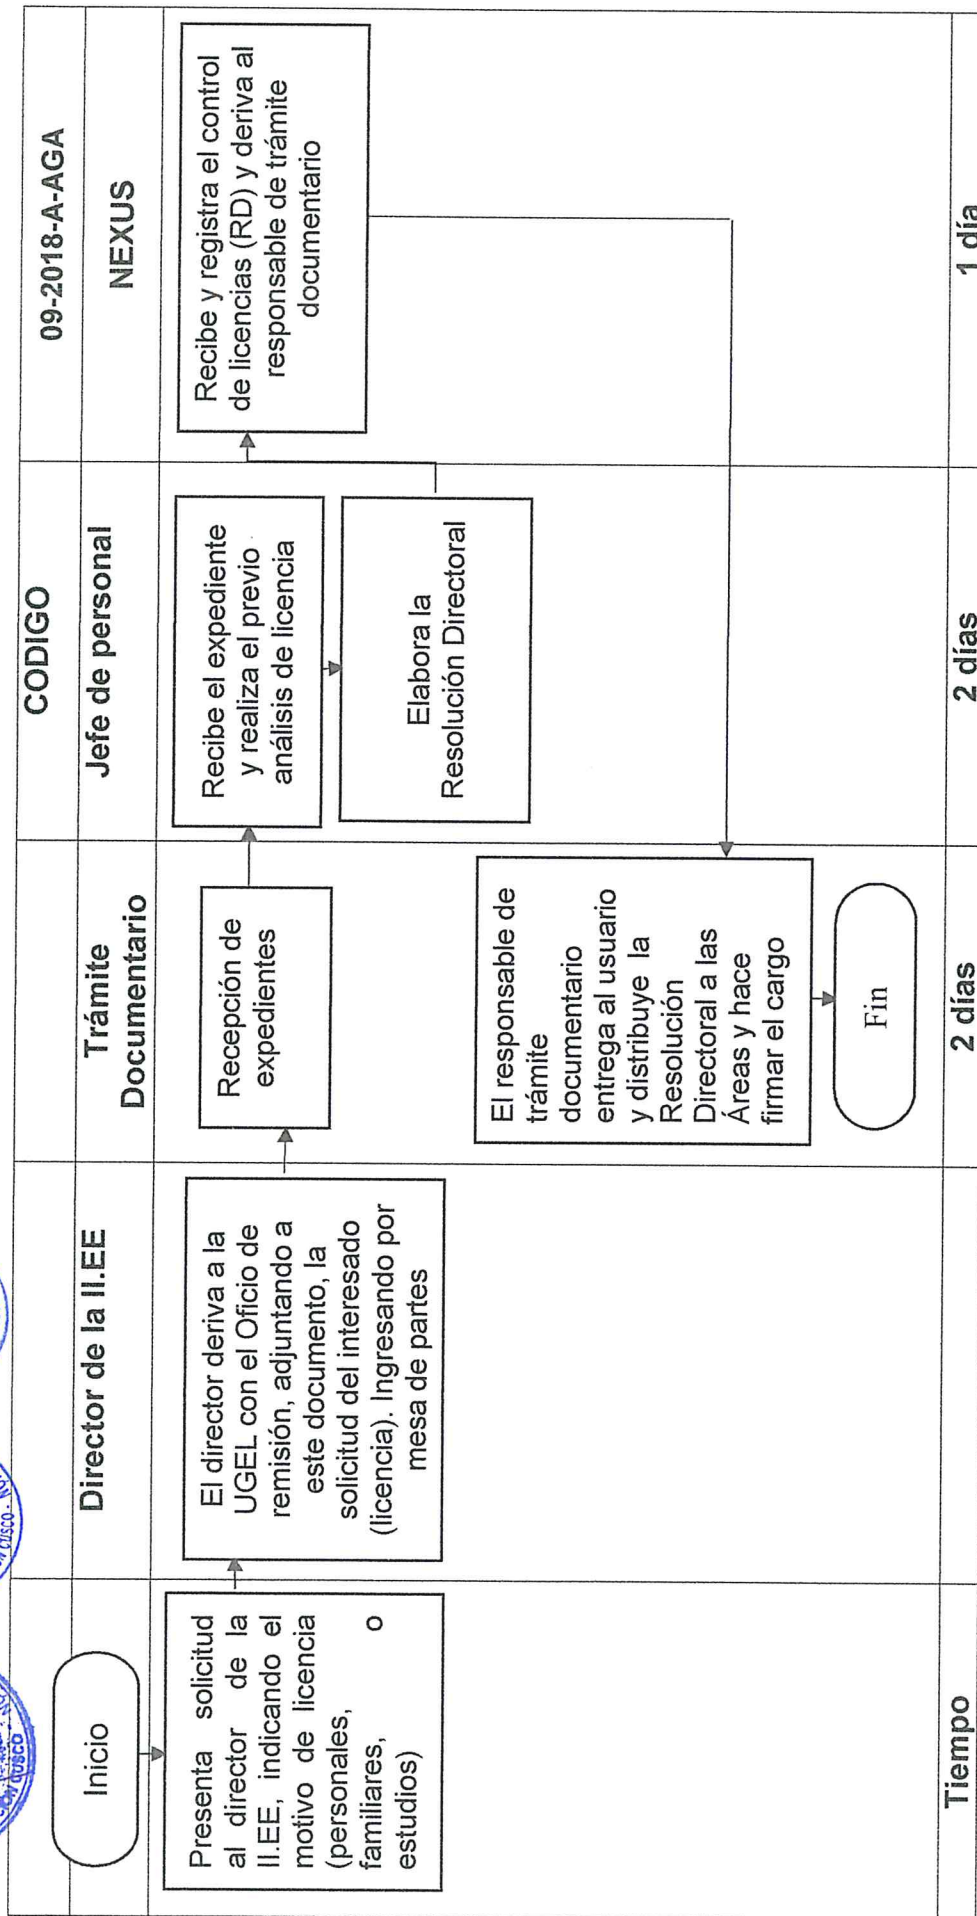 CODIGO
09-2018-A-AGA
Director de la II.EE
Trámite
Documentario
Jefe de personal
NEXUS
Inicio
Presenta solicitud
al director de la
II.EE, indicando el
motivo de licencia
(personales,
familiares, o
estudios)
El director deriva a la
UGEL con el Oficio de
remisión, adjuntando a
este documento, la
solicitud del interesado
(licencia). Ingresando por
mesa de partes
Recepción de
expedientes
Recibe el expediente
y realiza el previo
análisis de licencia
Elabora la
Resolución Directoral
Recibe y registra el control
de licencias (RD) y deriva al
responsable de trámite
documentario
El responsable de
trámite
documentario
entrega al usuario
y distribuye la
Resolución
Directoral a las
Áreas y hace
firmar el cargo
Fin
Tiempo
2 días
2 días
1 día
CUSCO
CUSCO